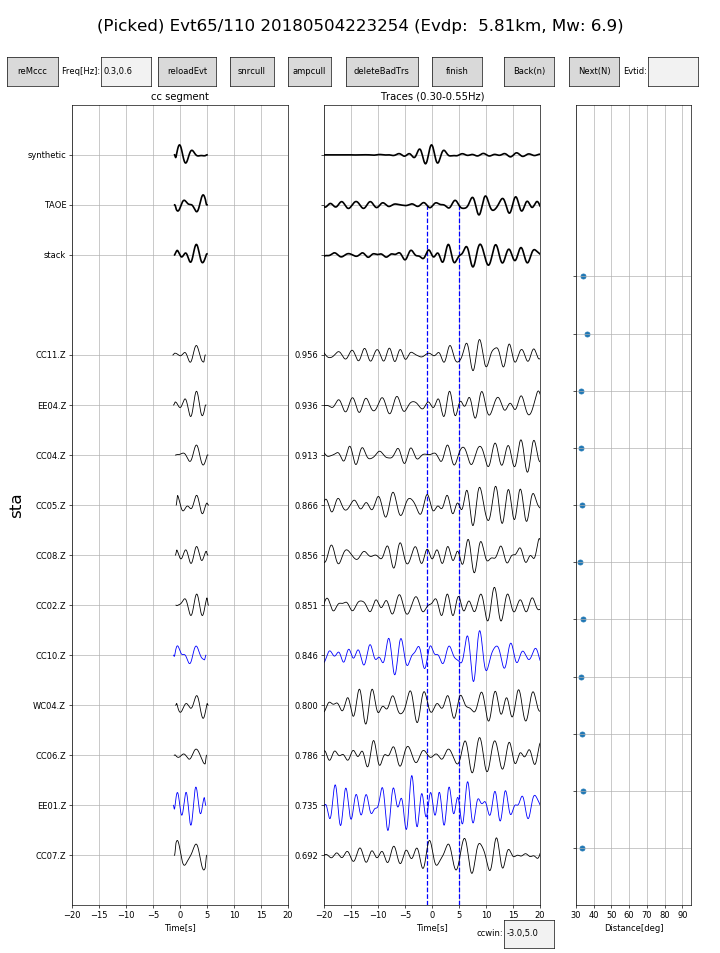 (Picked) Evt65/110 20180504223254 (Evdp:  5.81km, Mw: 6.9)
reMccc Freq[Hz]: 0.3,0.6 reloadEvt snrcull ampcull deleteBadTrs finish Back(n) Next(N) Evtid:
cc segment Traces (0.30-0.55Hz)
synthetic
TAOE
stack
CC11.Z 0.956
EE04.Z 0.936
CC04.Z 0.913
CC05.Z 0.866
sta
CC08.Z 0.856
CC02.Z 0.851
CC10.Z 0.846
WC04.Z 0.800
CC06.Z 0.786
EE01.Z 0.735
CC07.Z 0.692
−20 −15 −10 −5 0 5 10 15 20 −20 −15 −10 −5 0 5 10 15 20 30 40 50 60 70 80 90
Time[s] Time[s] Distance[deg]
ccwin: -3.0,5.0